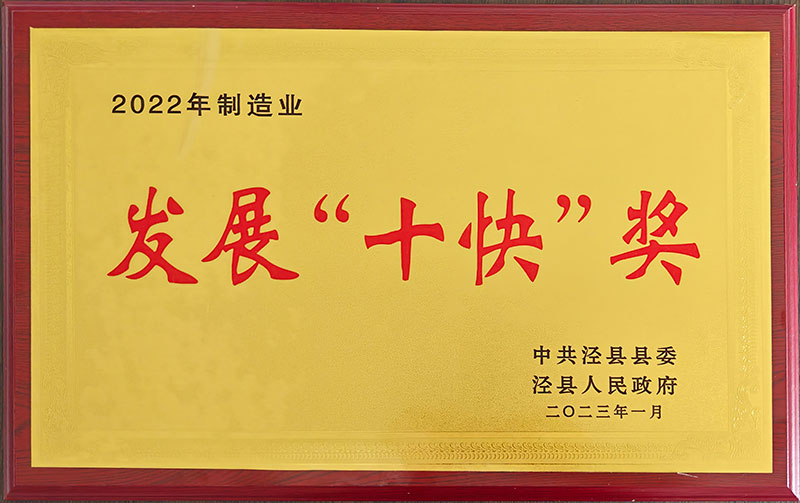 2022年制造业
发展“十快”奖
中共泾县县委
泾县人民政府
二〇二三年一月